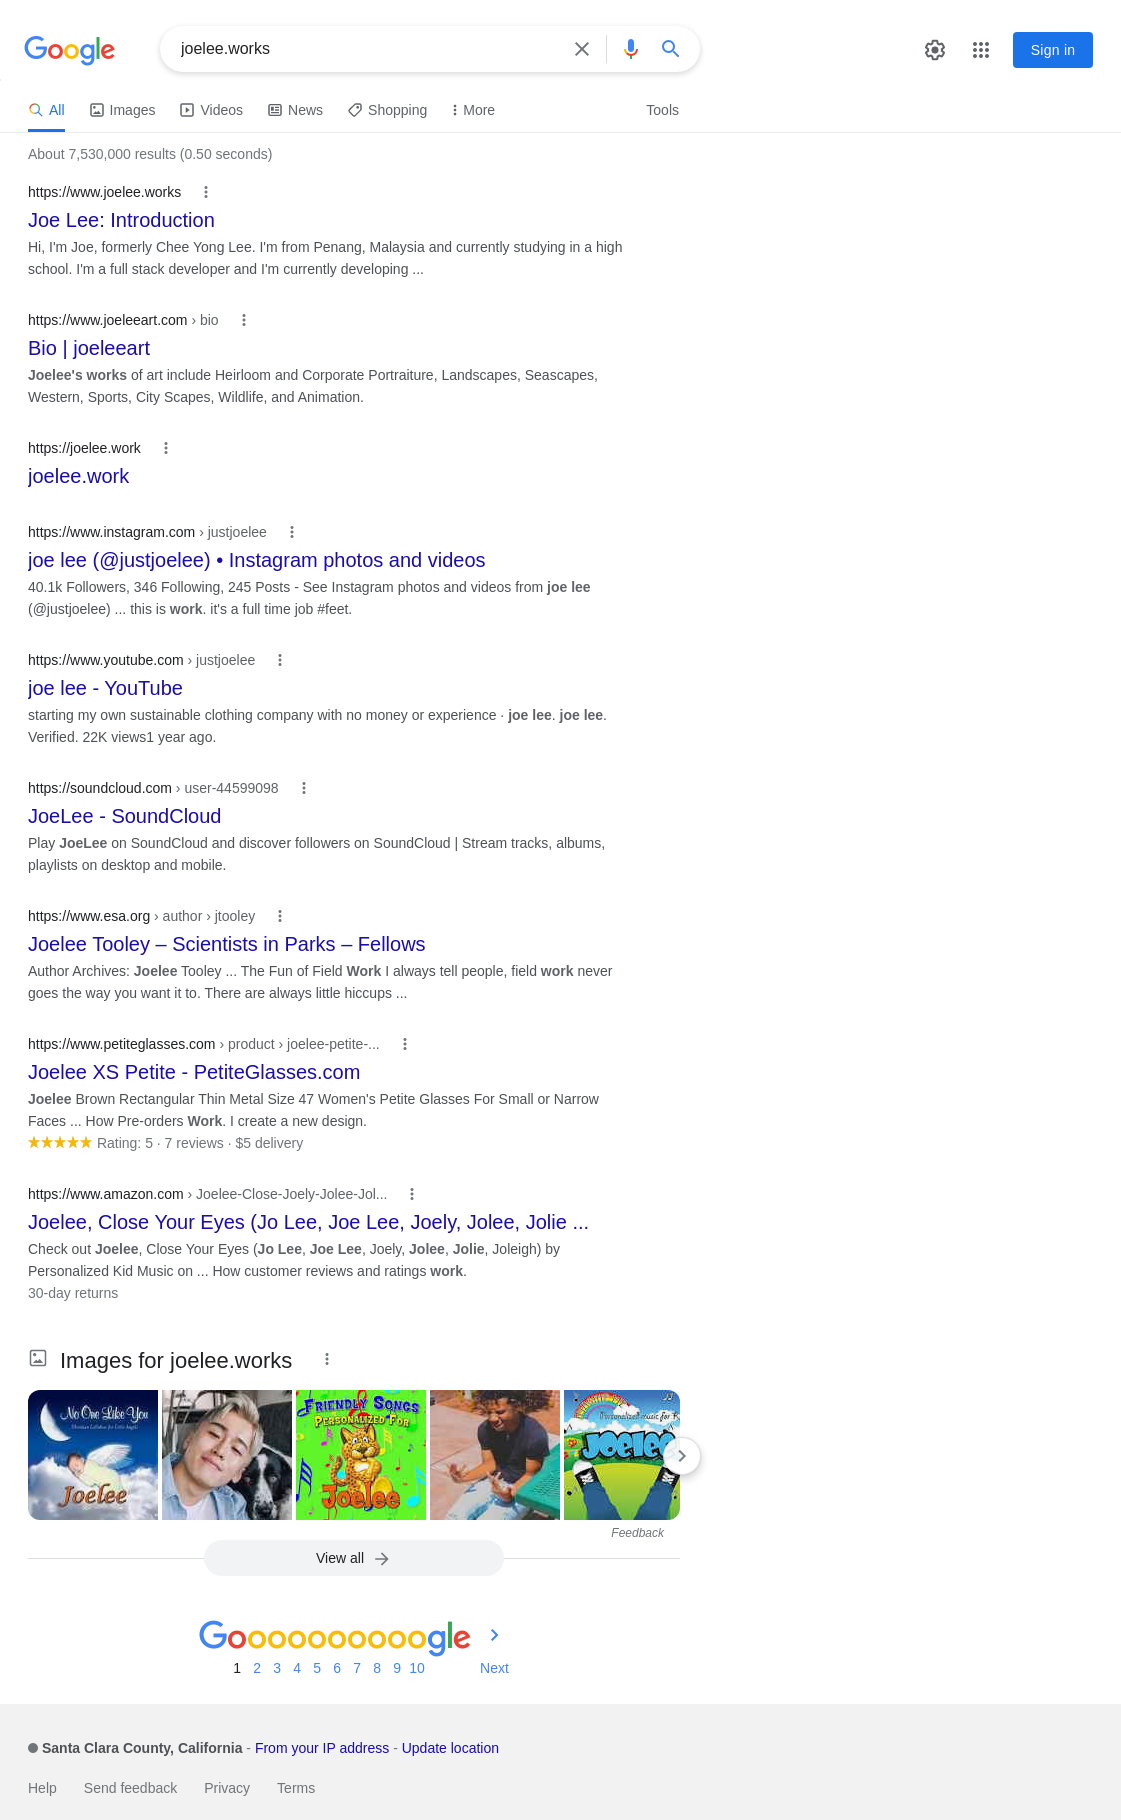 Google
joelee.works
Sign in
All
Images
Videos
News
Shopping
More
Tools
About 7,530,000 results (0.50 seconds)
https://www.joelee.works
Joe Lee: Introduction
Hi, I'm Joe, formerly Chee Yong Lee. I'm from Penang, Malaysia and currently studying in a high
school. I'm a full stack developer and I'm currently developing ...
https://www.joeleeart.com › bio
Bio | joeleeart
Joelee's works of art include Heirloom and Corporate Portraiture, Landscapes, Seascapes,
Western, Sports, City Scapes, Wildlife, and Animation.
https://joelee.work
joelee.work
https://www.instagram.com › justjoelee
joe lee (@justjoelee) • Instagram photos and videos
40.1k Followers, 346 Following, 245 Posts - See Instagram photos and videos from joe lee
(@justjoelee) ... this is work. it's a full time job #feet.
https://www.youtube.com › justjoelee
joe lee - YouTube
starting my own sustainable clothing company with no money or experience · joe lee. joe lee.
Verified. 22K views1 year ago.
https://soundcloud.com › user-44599098
JoeLee - SoundCloud
Play JoeLee on SoundCloud and discover followers on SoundCloud | Stream tracks, albums,
playlists on desktop and mobile.
https://www.esa.org › author › jtooley
Joelee Tooley – Scientists in Parks – Fellows
Author Archives: Joelee Tooley ... The Fun of Field Work I always tell people, field work never
goes the way you want it to. There are always little hiccups ...
https://www.petiteglasses.com › product › joelee-petite-...
Joelee XS Petite - PetiteGlasses.com
Joelee Brown Rectangular Thin Metal Size 47 Women's Petite Glasses For Small or Narrow
Faces ... How Pre-orders Work. I create a new design.
Rating: 5 · 7 reviews · $5 delivery
https://www.amazon.com › Joelee-Close-Joely-Jolee-Jol...
Joelee, Close Your Eyes (Jo Lee, Joe Lee, Joely, Jolee, Jolie ...
Check out Joelee, Close Your Eyes (Jo Lee, Joe Lee, Joely, Jolee, Jolie, Joleigh) by
Personalized Kid Music on ... How customer reviews and ratings work.
30-day returns
Images for joelee.works
No One Like You
Christian Lullabies for Little Angels
Joelee
FRIENDLY SONGS
PERSONALIZED FOR
Joelee
Personalized music for K
Joelee
Feedback
View all
Goooooooooogle
1 2 3 4 5 6 7 8 9 10 Next
Santa Clara County, California - From your IP address - Update location
Help Send feedback Privacy Terms